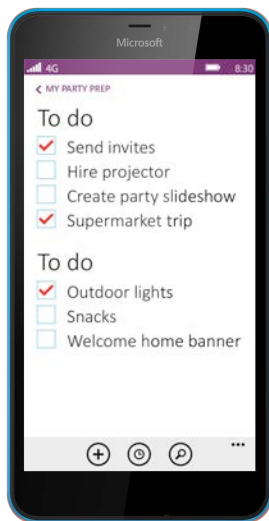 Microsoft
4G 8:30
MY PARTY PREP
To do
Send invites
Hire projector
Create party slideshow
Supermarket trip
To do
Outdoor lights
Snacks
Welcome home banner